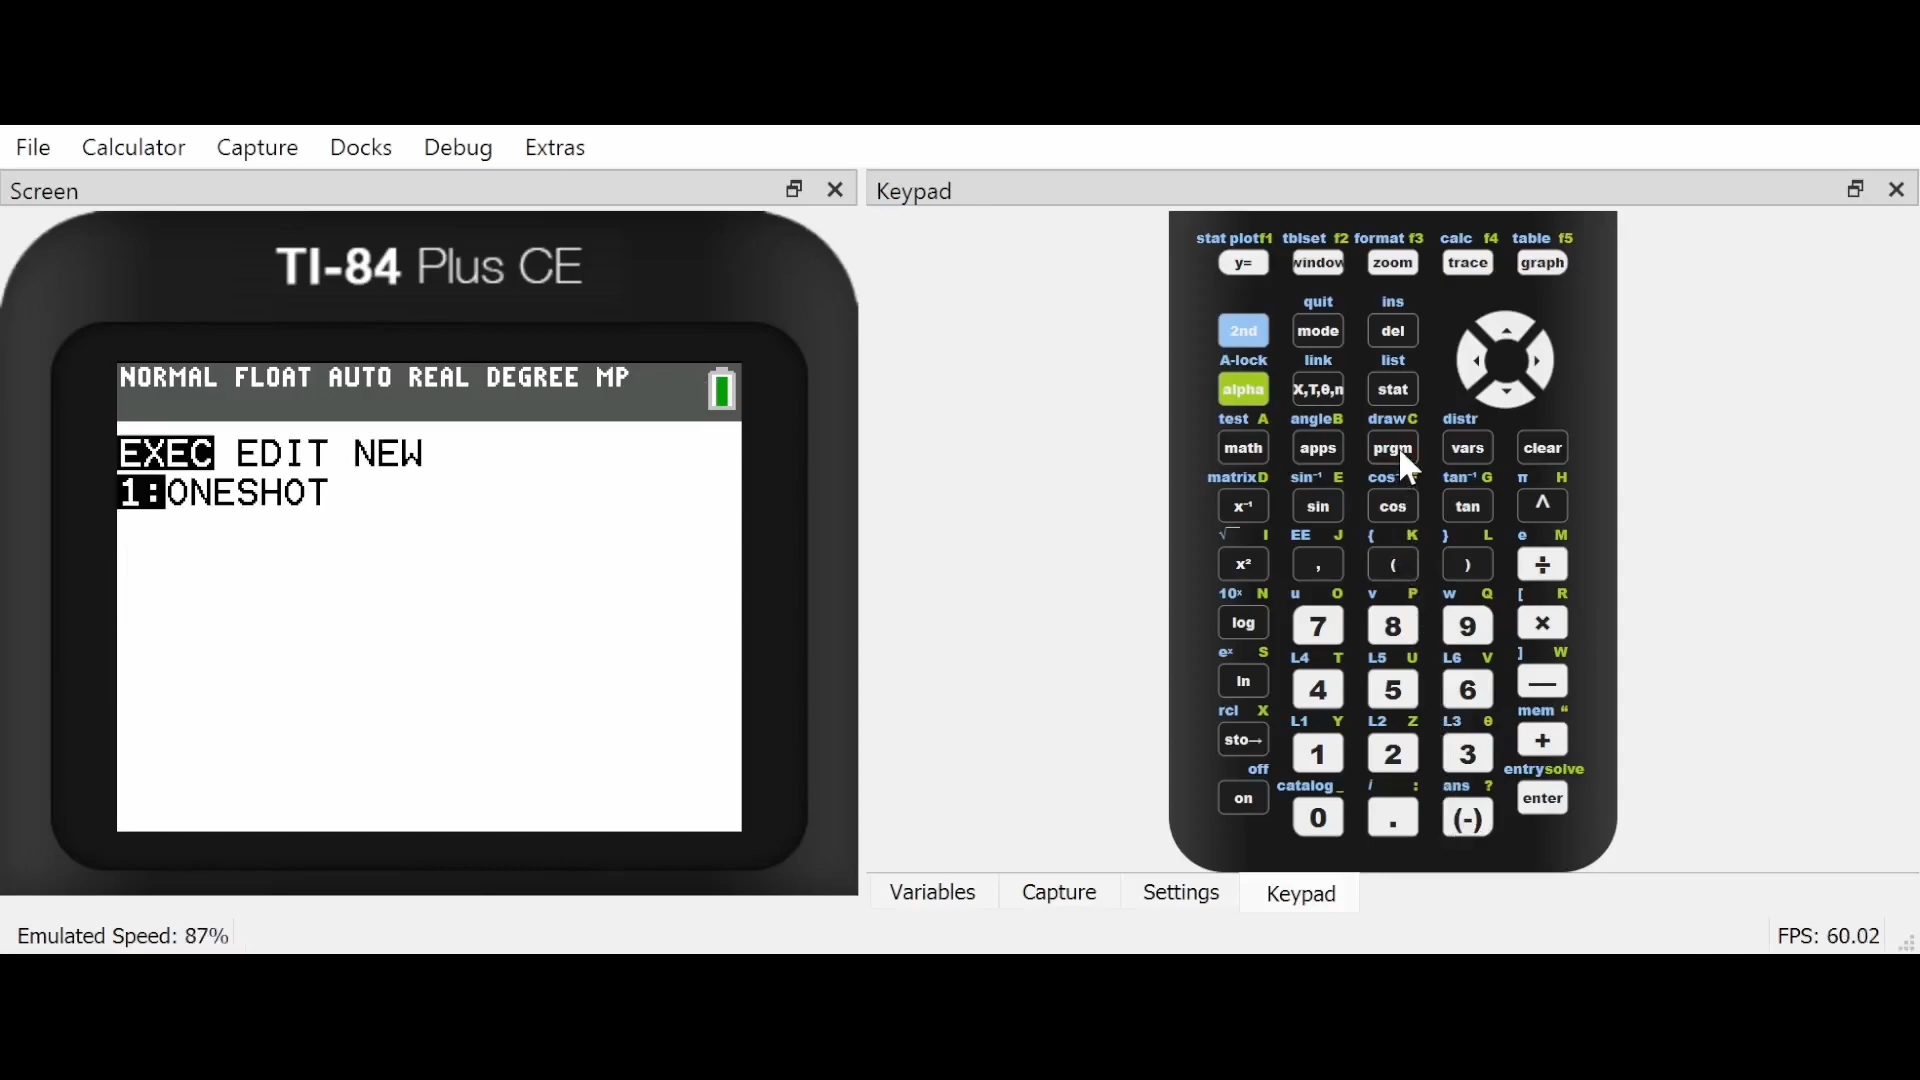 File Calculator Capture Docks Debug Extras
Screen
Keypad
TI-84 Plus CE
NORMAL FLOAT AUTO REAL DEGREE MP
EXEC EDIT NEW
1:ONESHOT
stat plot f1 tblset f2 format f3 calc f4 table f5
y= window zoom trace graph
quit ins
2nd mode del
A-lock link list
alpha X,T,θ,n stat
test A angle B draw C distr
math apps prgm vars clear
matrix D sin⁻¹ E cos⁻ tan⁻¹ G π H
x⁻¹ sin cos tan ^
√ I EE J { K } L e M
x² , ( ) ÷
10ˣ N u O v P w Q [ R
log 7 8 9 ×
eˣ S L4 T L5 U L6 V ] W
ln 4 5 6 —
rcl X L1 Y L2 Z L3 θ mem “
sto→ 1 2 3 +
off catalog _ i : ans ? entry solve
on 0 . (-) enter
Variables Capture Settings Keypad
Emulated Speed: 87%
FPS: 60.02